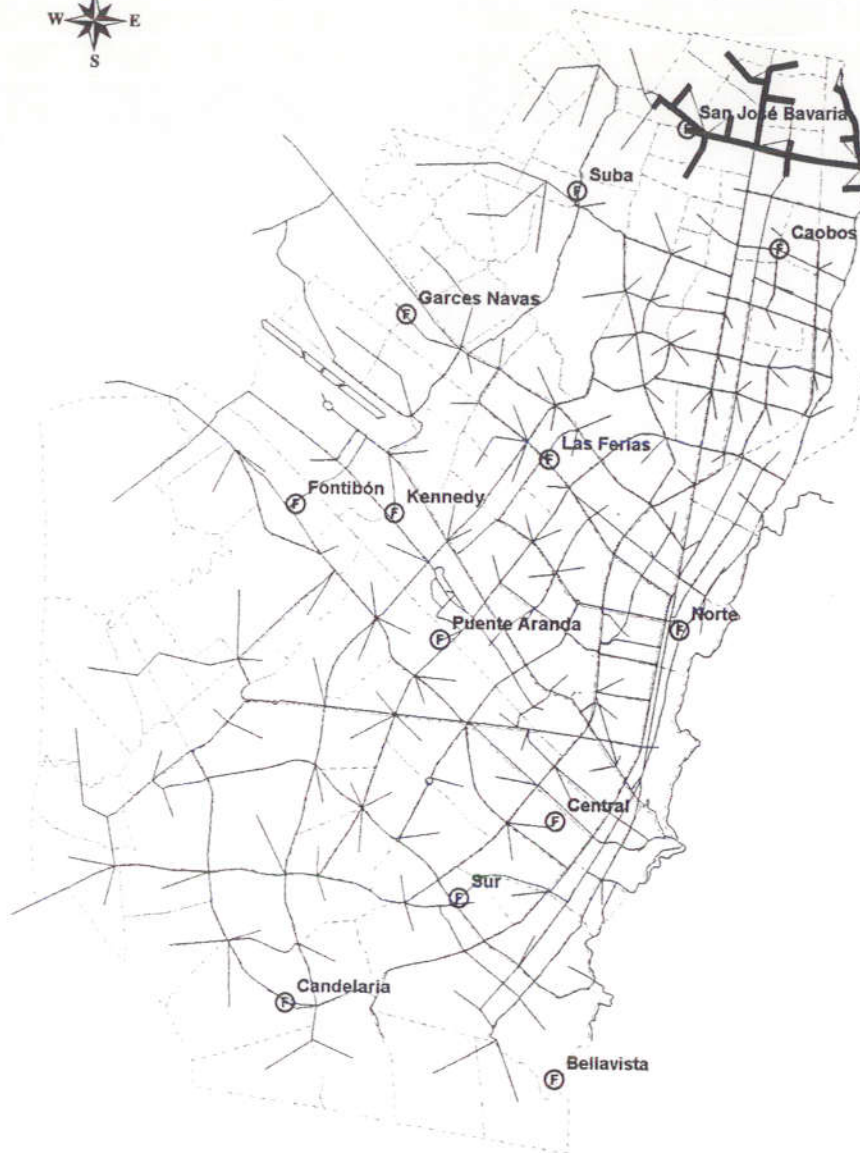 W E
S
San José Bavaria
F
Suba
F
Caobos
F
Garces Navas
F
Las Ferias
F
Fontibón
F
Kennedy
F
Puente Aranda
F
Norte
F
Central
F
Sur
F
Candelaria
F
Bellavista
F